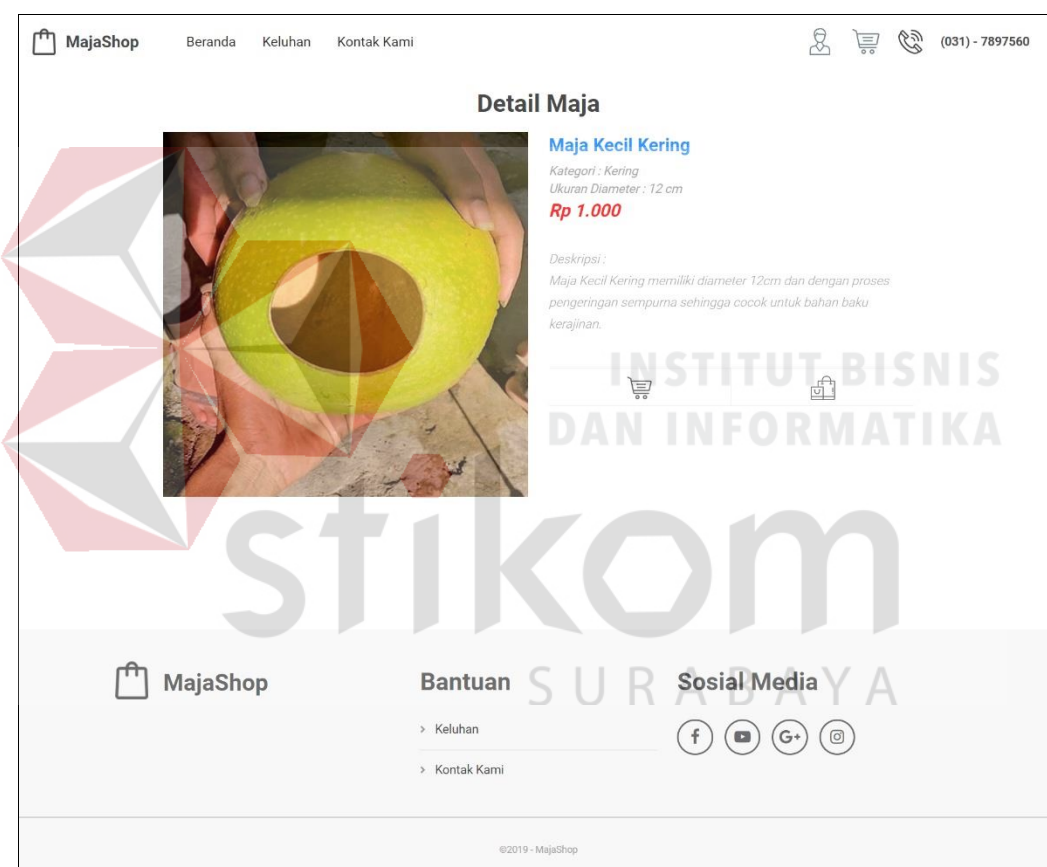 MajaShop
Beranda Keluhan Kontak Kami
(031) - 7897560
Detail Maja
Maja Kecil Kering
Kategori : Kering
Ukuran Diameter : 12 cm
Rp 1.000
Deskripsi :
Maja Kecil Kering memiliki diameter 12cm dan dengan proses
pengeringan sempurna sehingga cocok untuk bahan baku
kerajinan.
INSTITUT BISNIS
DAN INFORMATIKA
stikom
SURABAYA
MajaShop
Bantuan
> Keluhan
> Kontak Kami
Sosial Media
f G+
©2019 - MajaShop